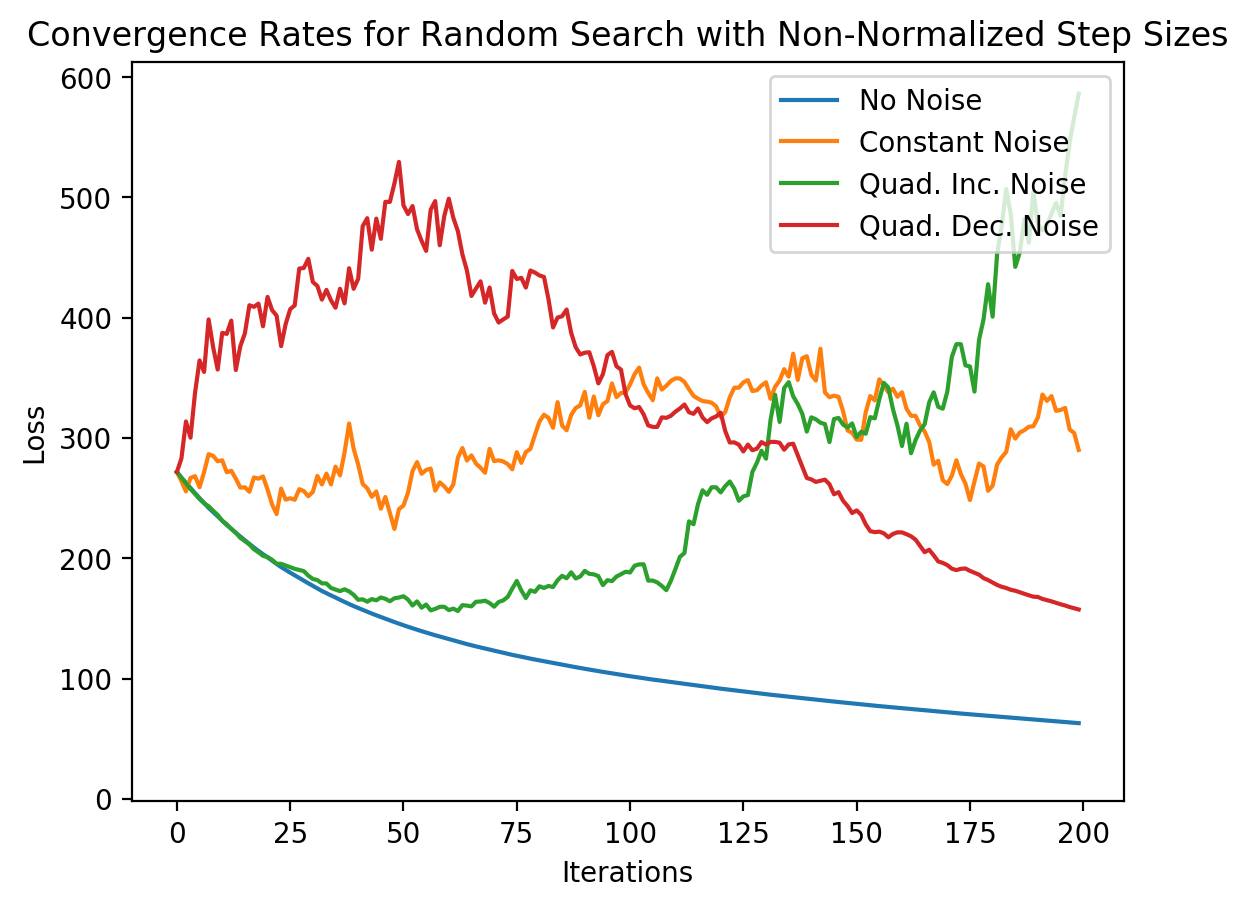 Convergence Rates for Random Search with Non-Normalized Step Sizes
600
500
400
300
200
100
0
Loss
No Noise
Constant Noise
Quad. Inc. Noise
Quad. Dec. Noise
0 25 50 75 100 125 150 175 200
Iterations